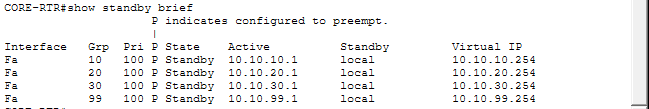 CORE-RTR#show standby brief
P indicates configured to preempt.
|
Interface Grp Pri P State Active Standby Virtual IP
Fa 10 100 P Standby 10.10.10.1 local 10.10.10.254
Fa 20 100 P Standby 10.10.20.1 local 10.10.20.254
Fa 30 100 P Standby 10.10.30.1 local 10.10.30.254
Fa 99 100 P Standby 10.10.99.1 local 10.10.99.254